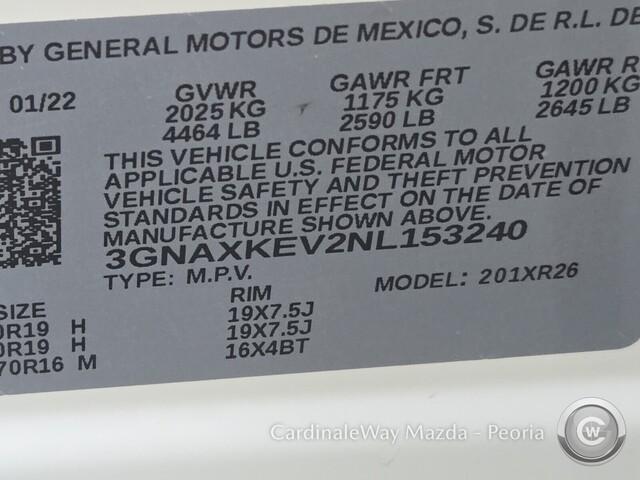 BY GENERAL MOTORS DE MEXICO, S. DE R.L. DE
01/22 GVWR GAWR FRT GAWR R
2025 KG 1175 KG 1200 KG
4464 LB 2590 LB 2645 LB
THIS VEHICLE CONFORMS TO ALL
APPLICABLE U.S. FEDERAL MOTOR
VEHICLE SAFETY AND THEFT PREVENTION
STANDARDS IN EFFECT ON THE DATE OF
MANUFACTURE SHOWN ABOVE.
3GNAXKEV2NL153240
TYPE: M.P.V. MODEL: 201XR26
SIZE RIM
0R19 H 19X7.5J
0R19 H 19X7.5J
70R16 M 16X4BT
CardinaleWay Mazda - Peoria
CW